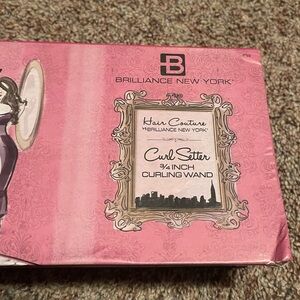 B
BRILLIANCE NEW YORK
Hair Couture
BY BRILLIANCE NEW YORK
Curl Setter
3/4 INCH
CURLING WAND